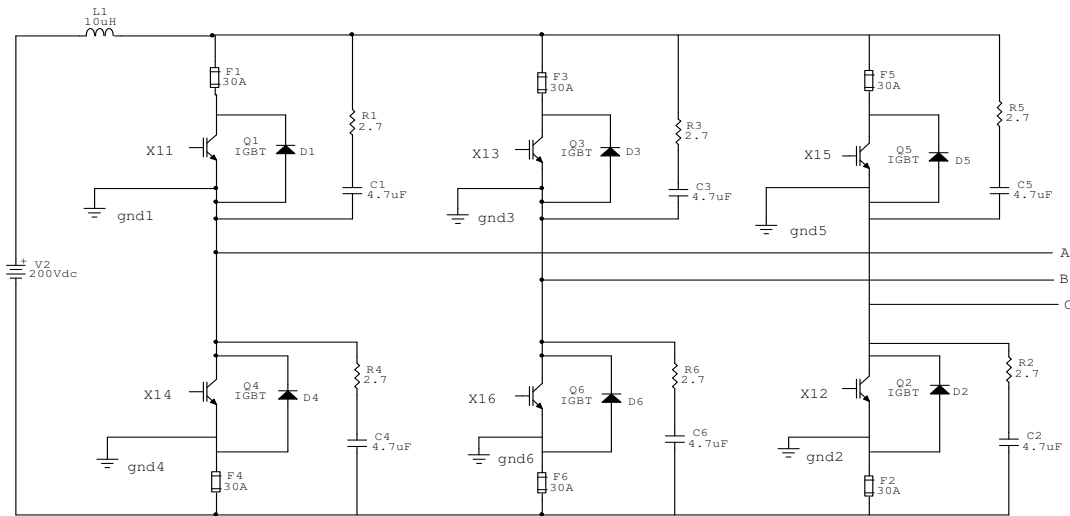 L1
10uH
F1
30A
F3
30A
F5
30A
R1
2.7
R3
2.7
R5
2.7
X11
Q1
IGBT
D1
X13
Q3
IGBT
D3
X15
Q5
IGBT
D5
C1
4.7uF
C3
4.7uF
C5
4.7uF
gnd1
gnd3
gnd5
A
+
V2
200Vdc
B
C
R4
2.7
R6
2.7
R2
2.7
X14
Q4
IGBT
D4
X16
Q6
IGBT
D6
X12
Q2
IGBT
D2
C4
4.7uF
C6
4.7uF
C2
4.7uF
gnd4
gnd6
gnd2
F4
30A
F6
30A
F2
30A